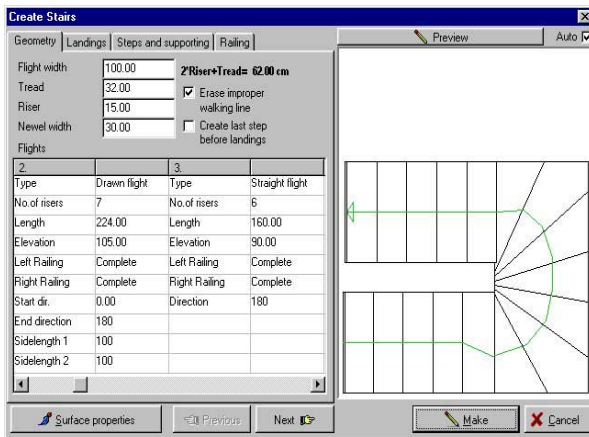 Create Stairs
Geometry Landings Steps and supporting Railing
Preview Auto
Flight width 100.00 2*Riser+Tread= 62.00 cm
Tread 32.00 Erase improper walking line
Riser 15.00
Newel width 30.00 Create last step before landings
Flights
2. 3.
Type Drawn flight Type Straight flight
No.of risers 7 No.of risers 6
Length 224.00 Length 160.00
Elevation 105.00 Elevation 90.00
Left Railing Complete Left Railing Complete
Right Railing Complete Right Railing Complete
Start dir. 0.00 Direction 180
End direction 180
Sidelength 1 100
Sidelength 2 100
Surface properties Previous Next Make Cancel